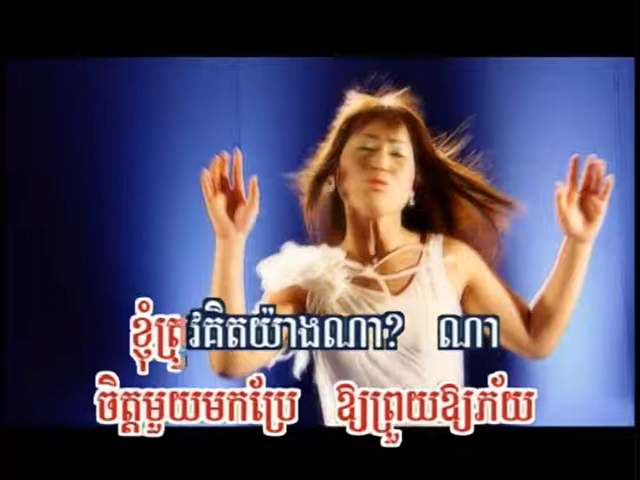 ខ្ញុំត្រូវគិតយ៉ាងណា? ណា
ចិត្តមួយមកប្រែ ឱ្យព្រួយឱ្យភ័យ